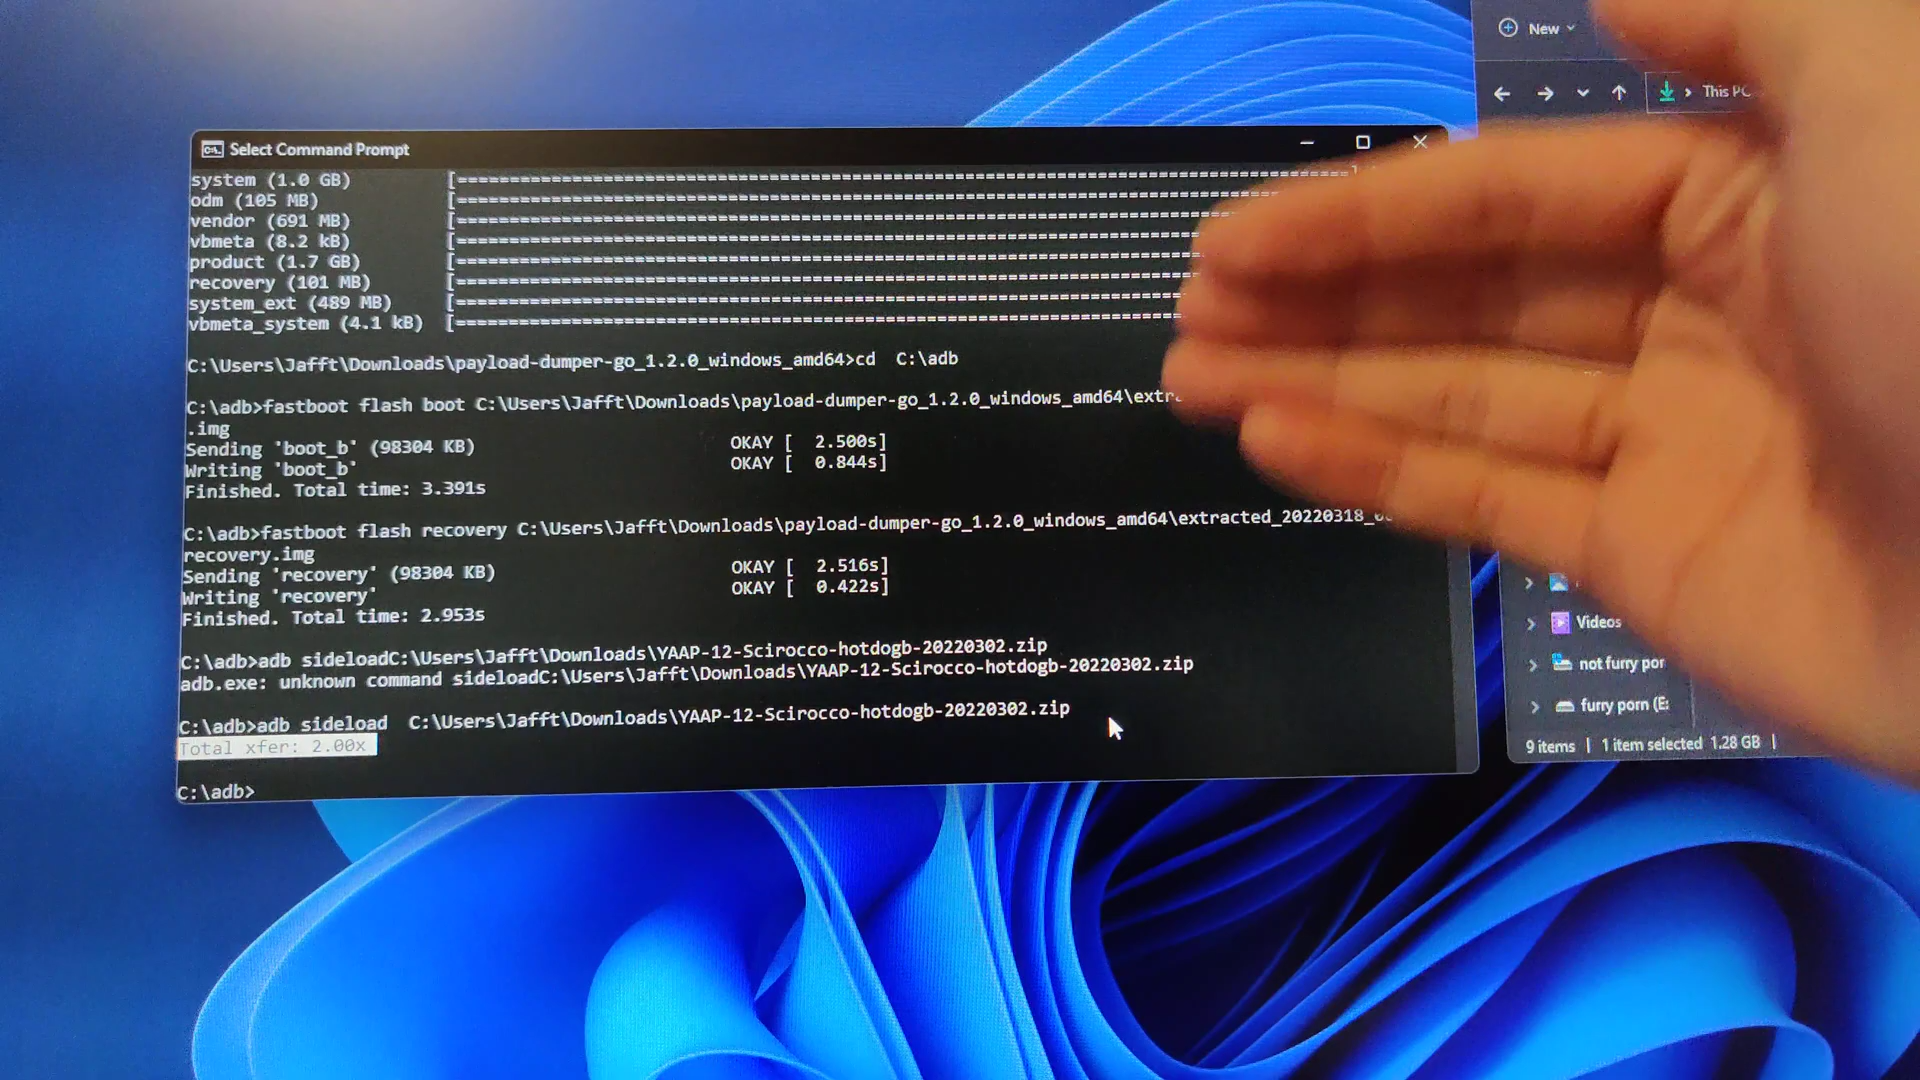 New
This PC
Select Command Prompt
system (1.0 GB) [====================
odm (105 MB) [====================
vendor (691 MB) [====================
vbmeta (8.2 kB) [====================
product (1.7 GB) [====================
recovery (101 MB) [====================
system_ext (489 MB) [====================
vbmeta_system (4.1 kB) [====================
C:\Users\Jafft\Downloads\payload-dumper-go_1.2.0_windows_amd64>cd C:\adb
C:\adb>fastboot flash boot C:\Users\Jafft\Downloads\payload-dumper-go_1.2.0_windows_amd64\extr
.img
Sending 'boot_b' (98304 KB) OKAY [ 2.500s]
Writing 'boot_b' OKAY [ 0.844s]
Finished. Total time: 3.391s
C:\adb>fastboot flash recovery C:\Users\Jafft\Downloads\payload-dumper-go_1.2.0_windows_amd64\extracted_20220318_0
recovery.img
Sending 'recovery' (98304 KB) OKAY [ 2.516s]
Writing 'recovery' OKAY [ 0.422s]
Finished. Total time: 2.953s
C:\adb>adb sideloadC:\Users\Jafft\Downloads\YAAP-12-Scirocco-hotdogb-20220302.zip
adb.exe: unknown command sideloadC:\Users\Jafft\Downloads\YAAP-12-Scirocco-hotdogb-20220302.zip
C:\adb>adb sideload C:\Users\Jafft\Downloads\YAAP-12-Scirocco-hotdogb-20220302.zip
Total xfer: 2.00x
C:\adb>
Videos
not furry por
furry porn (E:
9 items | 1 item selected 1.28 GB |